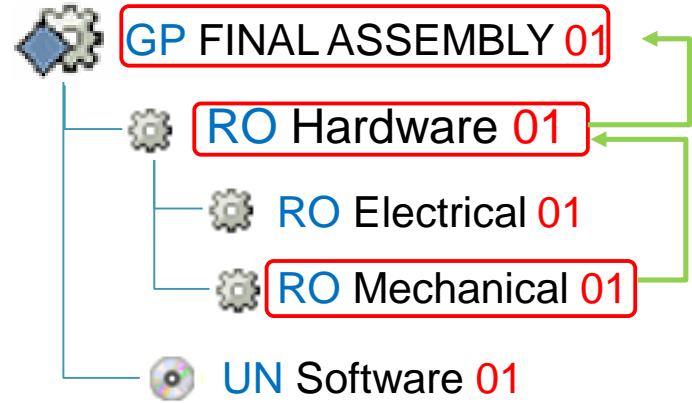 GP FINAL ASSEMBLY 01
RO Hardware 01
RO Electrical 01
RO Mechanical 01
UN Software 01